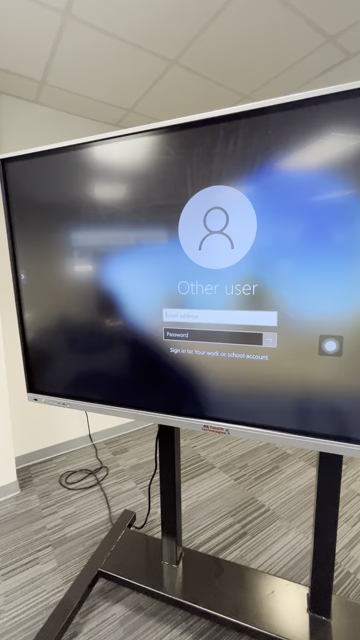 Other user
Email address
Password
Sign in to: Your work or school account